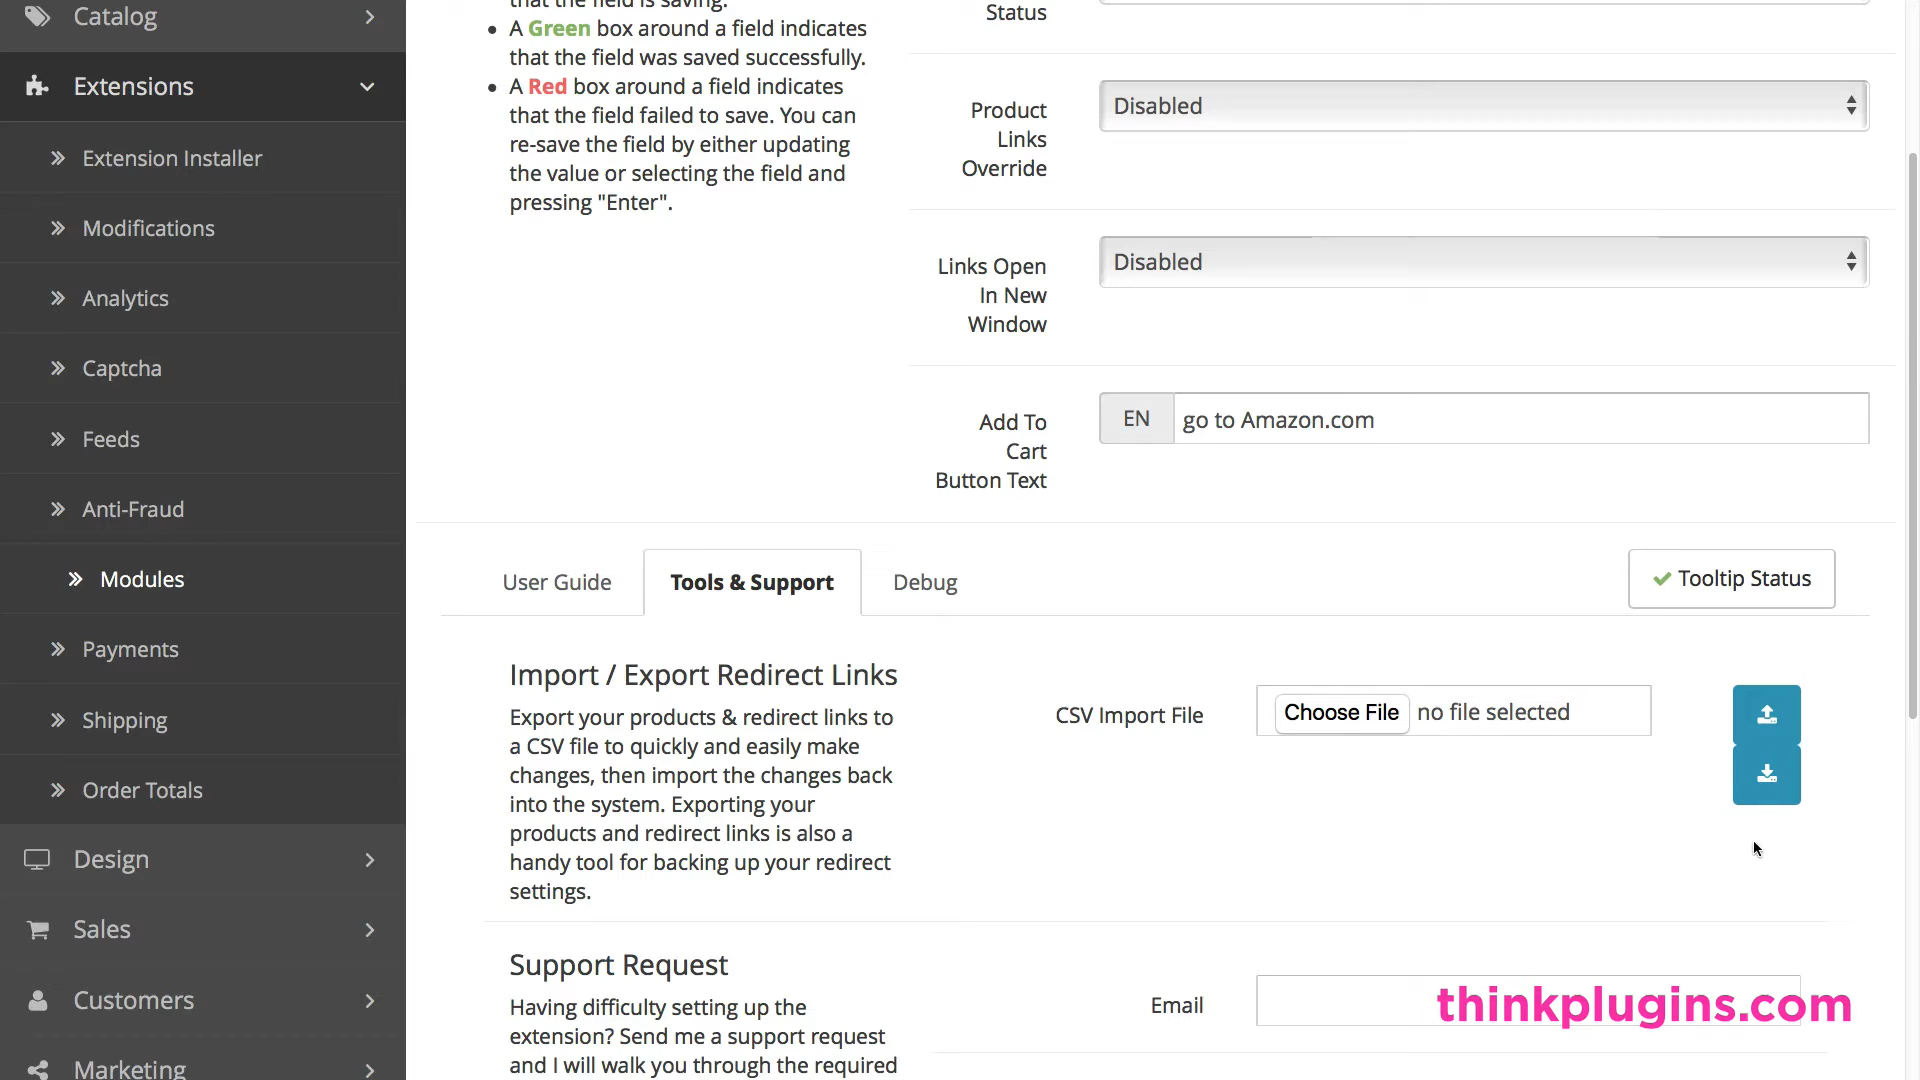 Catalog
Extensions
Extension Installer
Modifications
Analytics
Captcha
Feeds
Anti-Fraud
Modules
Payments
Shipping
Order Totals
Design
Sales
Customers
Marketing
that the field is saving.
A Green box around a field indicates
that the field was saved successfully.
A Red box around a field indicates
that the field failed to save. You can
re-save the field by either updating
the value or selecting the field and
pressing "Enter".
Status
Product
Links
Override
Disabled
Links Open
In New
Window
Disabled
Add To
Cart
Button Text
EN go to Amazon.com
User Guide
Tools & Support
Debug
Tooltip Status
Import / Export Redirect Links
Export your products & redirect links to
a CSV file to quickly and easily make
changes, then import the changes back
into the system. Exporting your
products and redirect links is also a
handy tool for backing up your redirect
settings.
CSV Import File
Choose File no file selected
Support Request
Having difficulty setting up the
extension? Send me a support request
and I will walk you through the required
Email
thinkplugins.com